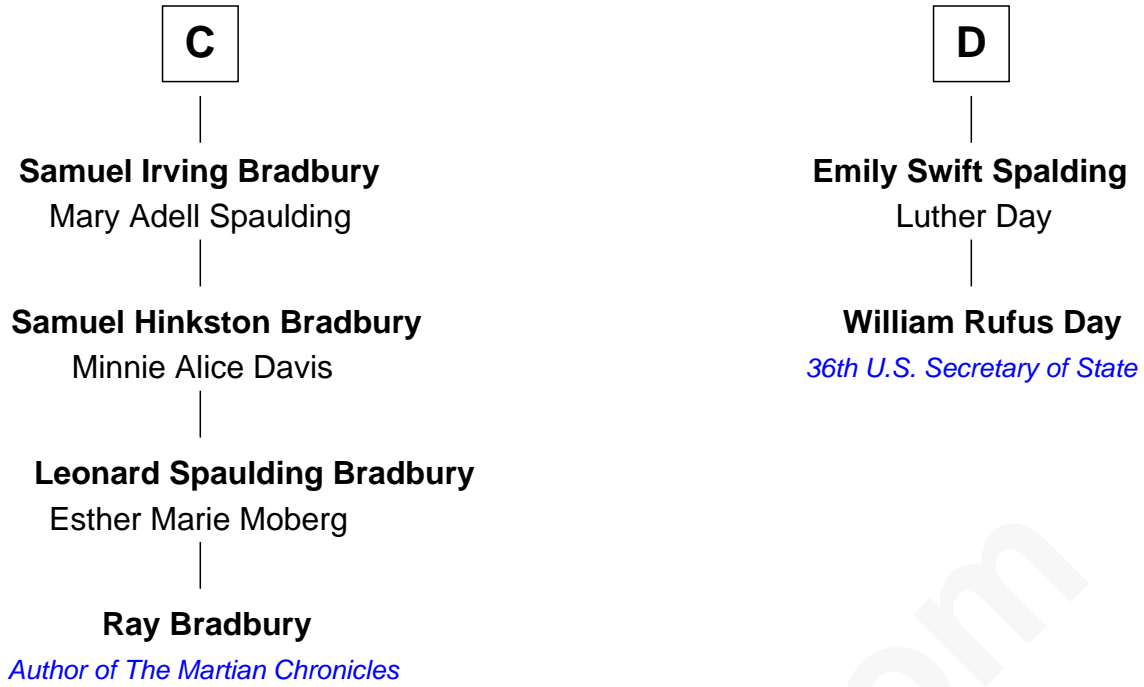 C
Samuel Irving Bradbury
Mary Adell Spaulding
Samuel Hinkston Bradbury
Minnie Alice Davis
Leonard Spaulding Bradbury
Esther Marie Moberg
Ray Bradbury
Author of The Martian Chronicles
D
Emily Swift Spalding
Luther Day
William Rufus Day
36th U.S. Secretary of State
om